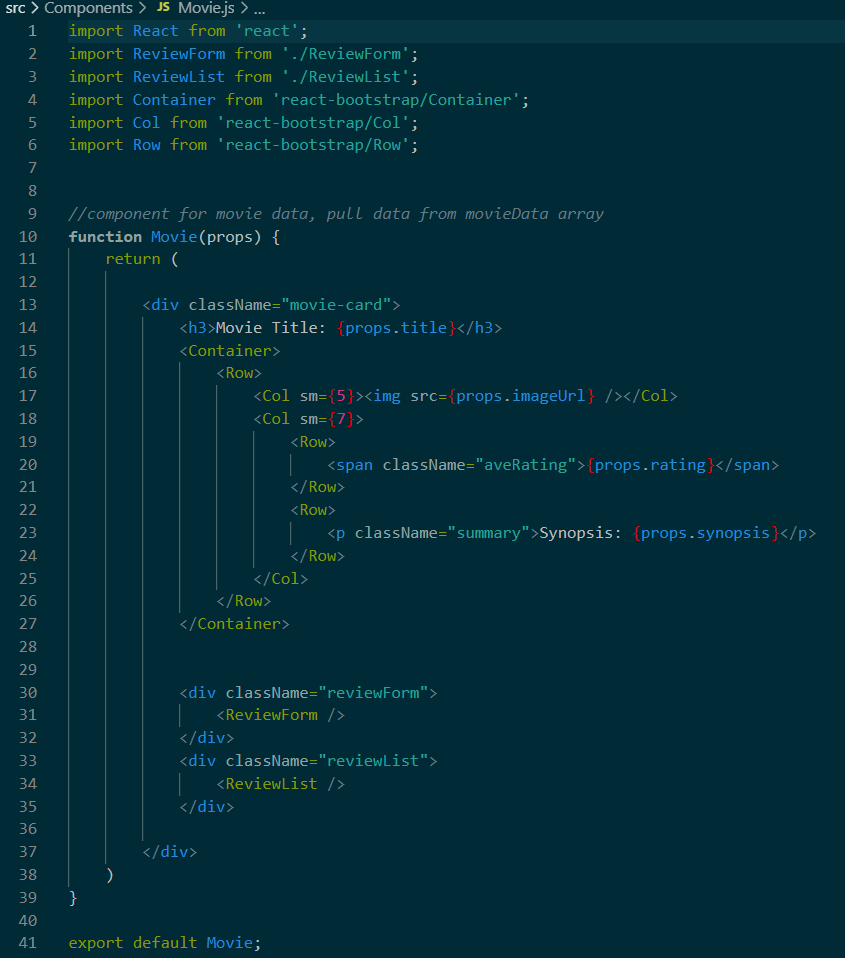 src > Components > JS Movie.js > ...
1 import React from 'react';
2 import ReviewForm from './ReviewForm';
3 import ReviewList from './ReviewList';
4 import Container from 'react-bootstrap/Container';
5 import Col from 'react-bootstrap/Col';
6 import Row from 'react-bootstrap/Row';
7
8
9 //component for movie data, pull data from movieData array
10 function Movie(props) {
11     return (
12
13         <div className="movie-card">
14             <h3>Movie Title: {props.title}</h3>
15             <Container>
16                 <Row>
17                     <Col sm={5}><img src={props.imageUrl} /></Col>
18                     <Col sm={7}>
19                         <Row>
20                             <span className="aveRating">{props.rating}</span>
21                         </Row>
22                         <Row>
23                             <p className="summary">Synopsis: {props.synopsis}</p>
24                         </Row>
25                     </Col>
26                 </Row>
27             </Container>
28
29
30             <div className="reviewForm">
31                 <ReviewForm />
32             </div>
33             <div className="reviewList">
34                 <ReviewList />
35             </div>
36
37         </div>
38     )
39 }
40
41 export default Movie;